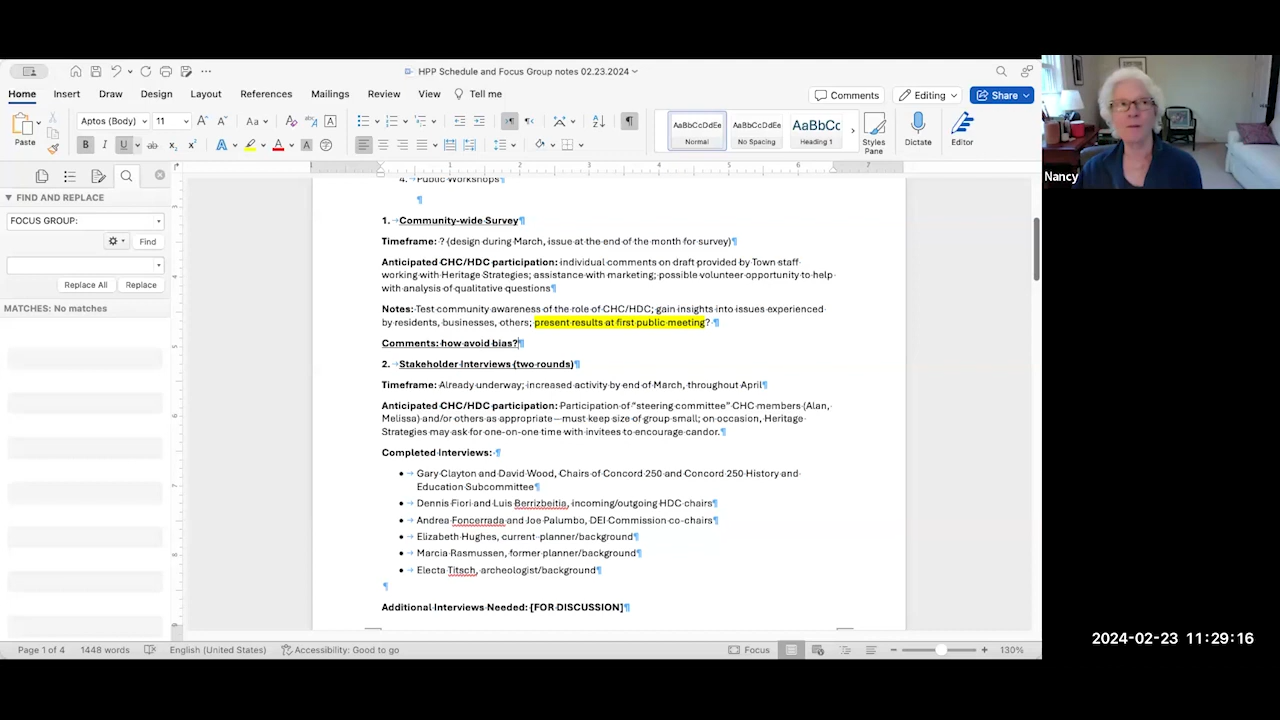 HPP Schedule and Focus Group notes 02.23.2024
Home Insert Draw Design Layout References Mailings Review View Tell me
Comments Editing Share
Paste
Aptos (Body) 11
AaBbCcDdEe AaBbCcDdEe AaBbCc
Normal No Spacing Heading 1
Styles Pane
Dictate
Editor
Nancy
FIND AND REPLACE
FOCUS GROUP:
Find
Replace All Replace
MATCHES: No matches
4. Public Workshops
1. Community-wide Survey
Timeframe: ? (design during March, issue at the end of the month for survey)
Anticipated CHC/HDC participation: individual comments on draft provided by Town staff
working with Heritage Strategies; assistance with marketing; possible volunteer opportunity to help
with analysis of qualitative questions
Notes: Test community awareness of the role of CHC/HDC; gain insights into issues experienced
by residents, businesses, others; present results at first public meeting?
Comments: how avoid bias?
2. Stakeholder Interviews (two rounds)
Timeframe: Already underway; increased activity by end of March, throughout April
Anticipated CHC/HDC participation: Participation of “steering committee” CHC members (Alan,
Melissa) and/or others as appropriate—must keep size of group small; on occasion, Heritage
Strategies may ask for one-on-one time with invitees to encourage candor.
Completed Interviews:
• Gary Clayton and David Wood, Chairs of Concord 250 and Concord 250 History and
Education Subcommittee
• Dennis Fiori and Luis Berrizbeitia, incoming/outgoing HDC chairs
• Andrea Foncerrada and Joe Palumbo, DEI Commission co-chairs
• Elizabeth Hughes, current planner/background
• Marcia Rasmussen, former planner/background
• Electa Titsch, archeologist/background
Additional Interviews Needed: [FOR DISCUSSION]
2024-02-23 11:29:16
Page 1 of 4 1448 words English (United States) Accessibility: Good to go Focus 130%